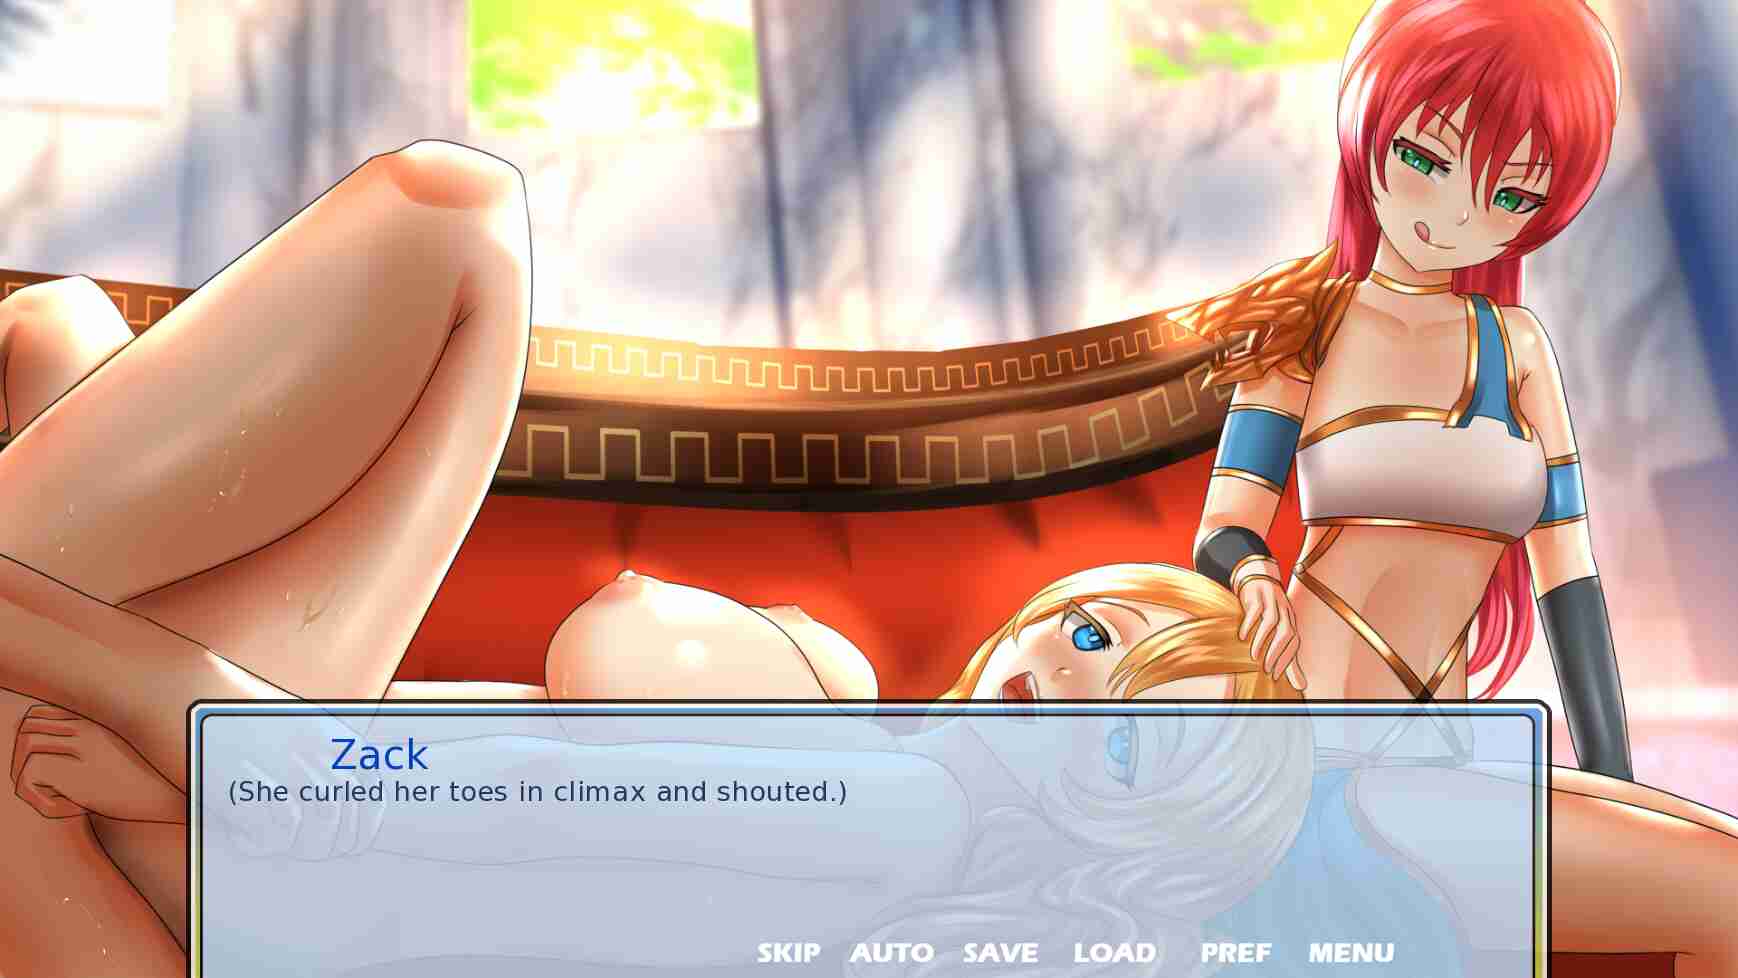 Zack
(She curled her toes in climax and shouted.)
SKIP AUTO SAVE LOAD PREF MENU